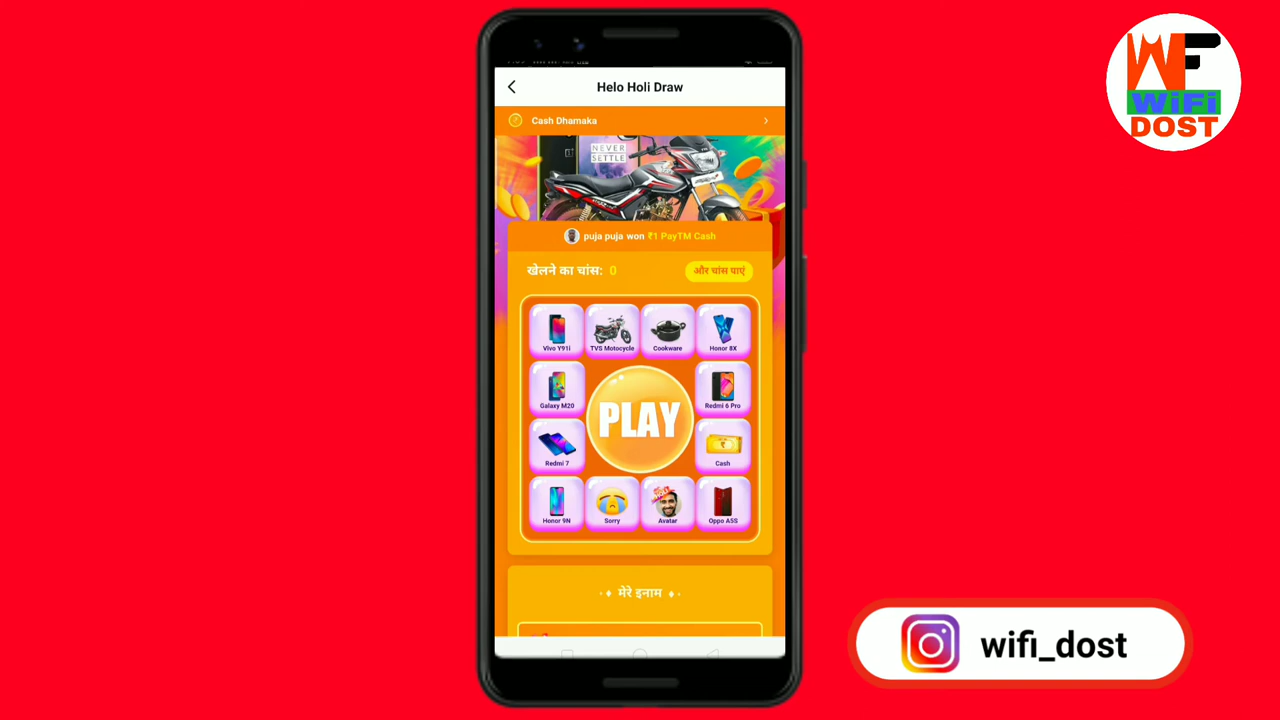 Helo Holi Draw
Cash Dhamaka
NEVER
SETTLE
puja puja won ₹1 PayTM Cash
खेलने का चांस: 0
और चांस पाएं
Vivo Y91i
TVS Motocycle
Cookware
Honor 8X
Galaxy M20
PLAY
Redmi 6 Pro
Redmi 7
Cash
Honor 9N
Sorry
Avatar
Oppo A5S
मेरे इनाम
WF
WiFi
DOST
wifi_dost